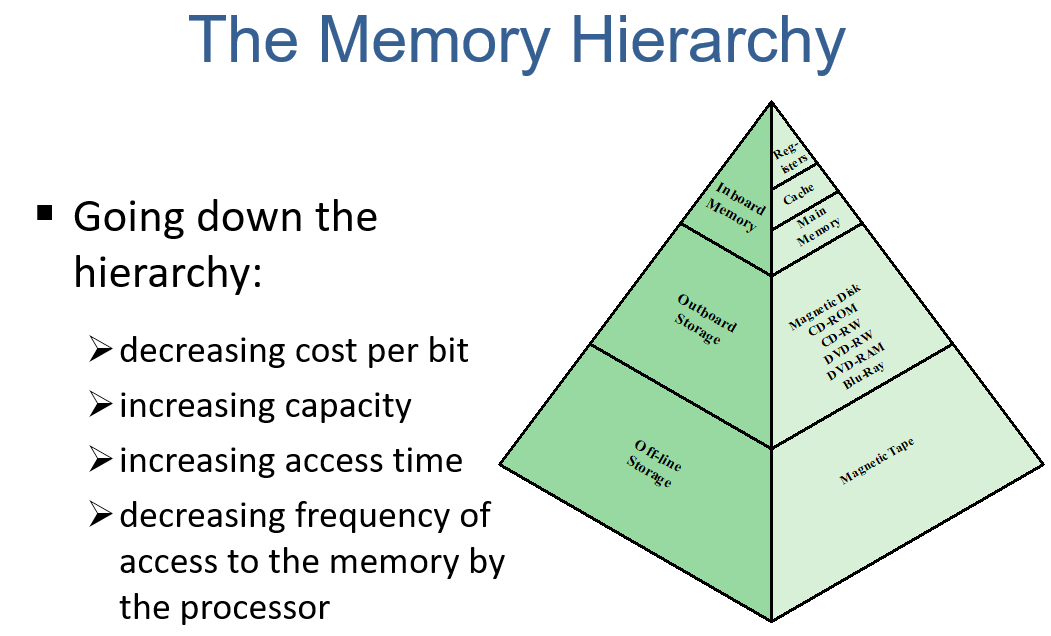 The Memory Hierarchy
▪ Going down the
hierarchy:
➢ decreasing cost per bit
➢ increasing capacity
➢ increasing access time
➢ decreasing frequency of
access to the memory by
the processor
Inboard
Memory
Outboard
Storage
Off-line
Storage
Reg-
isters
Cache
Main
Memory
Magnetic Disk
CD-ROM
CD-RW
DVD-RW
DVD-RAM
Blu-Ray
Magnetic Tape